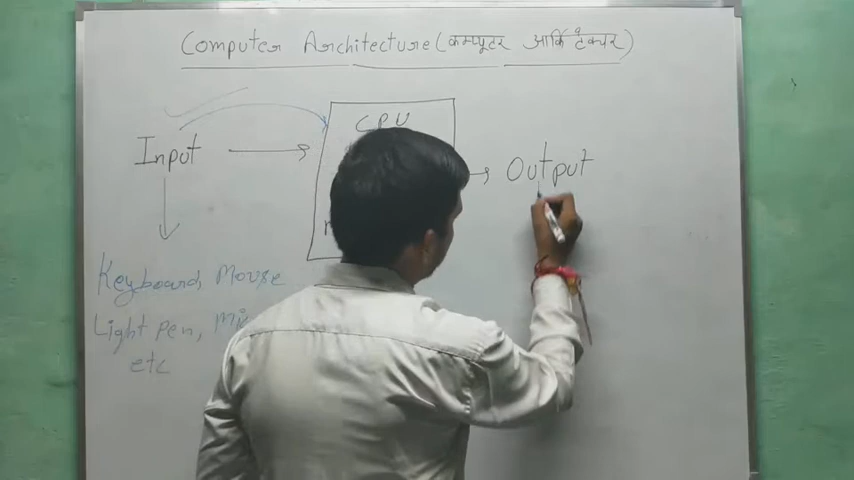 Computer Architecture (कम्प्यूटर आर्किटेक्चर)
CPU
Input
Output
Keyboard, Mouse
Light pen,
etc